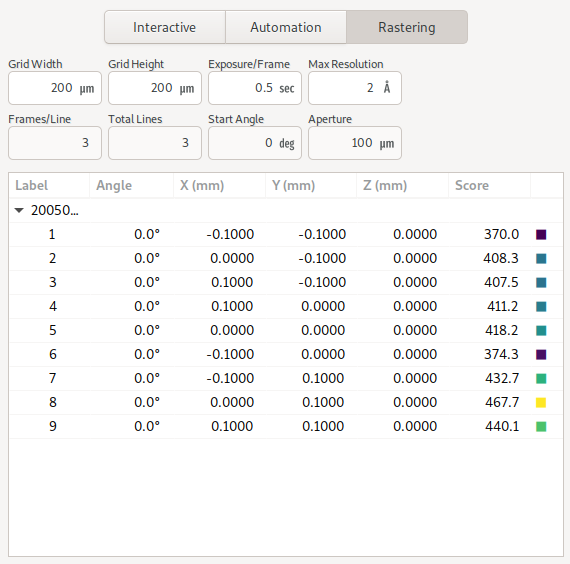 Interactive Automation Rastering
Grid Width Grid Height Exposure/Frame Max Resolution
200 μm 200 μm 0.5 sec 2 Å
Frames/Line Total Lines Start Angle Aperture
3 3 0 deg 100 μm
Label Angle X (mm) Y (mm) Z (mm) Score
20050...
1 0.0° -0.1000 -0.1000 0.0000 370.0
2 0.0° 0.0000 -0.1000 0.0000 408.3
3 0.0° 0.1000 -0.1000 0.0000 407.5
4 0.0° 0.1000 0.0000 0.0000 411.2
5 0.0° 0.0000 0.0000 0.0000 418.2
6 0.0° -0.1000 0.0000 0.0000 374.3
7 0.0° -0.1000 0.1000 0.0000 432.7
8 0.0° 0.0000 0.1000 0.0000 467.7
9 0.0° 0.1000 0.1000 0.0000 440.1